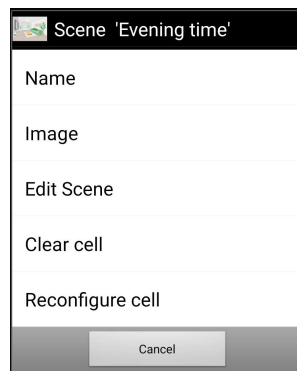 Scene 'Evening time'
Name
Image
Edit Scene
Clear cell
Reconfigure cell
Cancel